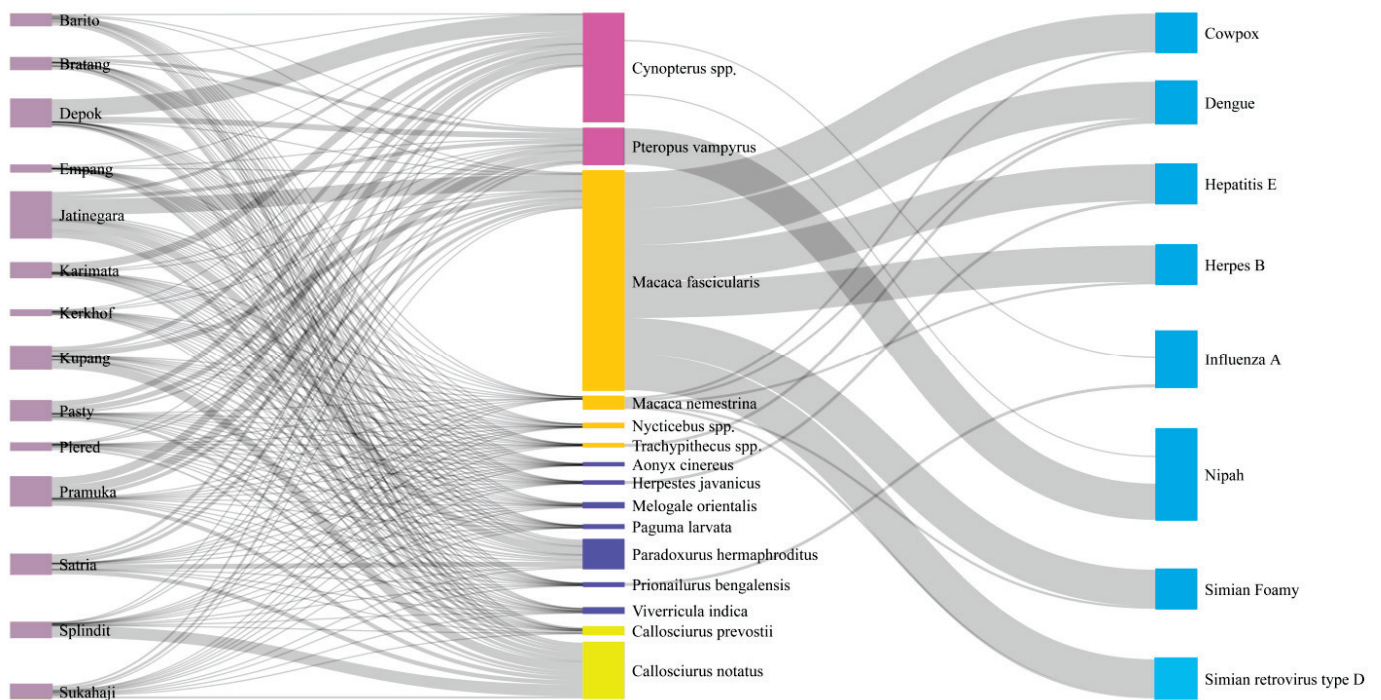 Barito
Bratang
Depok
Empang
Jatinegara
Karimata
Kerkhof
Kupang
Pasty
Plered
Pramuka
Satria
Splindit
Sukahaji
Cynopterus spp.
Pteropus vampyrus
Macaca fascicularis
Macaca nemestrina
Nycticebus spp.
Trachypithecus spp.
Aonyx cinereus
Herpestes javanicus
Melogale orientalis
Paguma larvata
Paradoxurus hermaphroditus
Prionailurus bengalensis
Viverricula indica
Callosciurus prevostii
Callosciurus notatus
Cowpox
Dengue
Hepatitis E
Herpes B
Influenza A
Nipah
Simian Foamy
Simian retrovirus type D